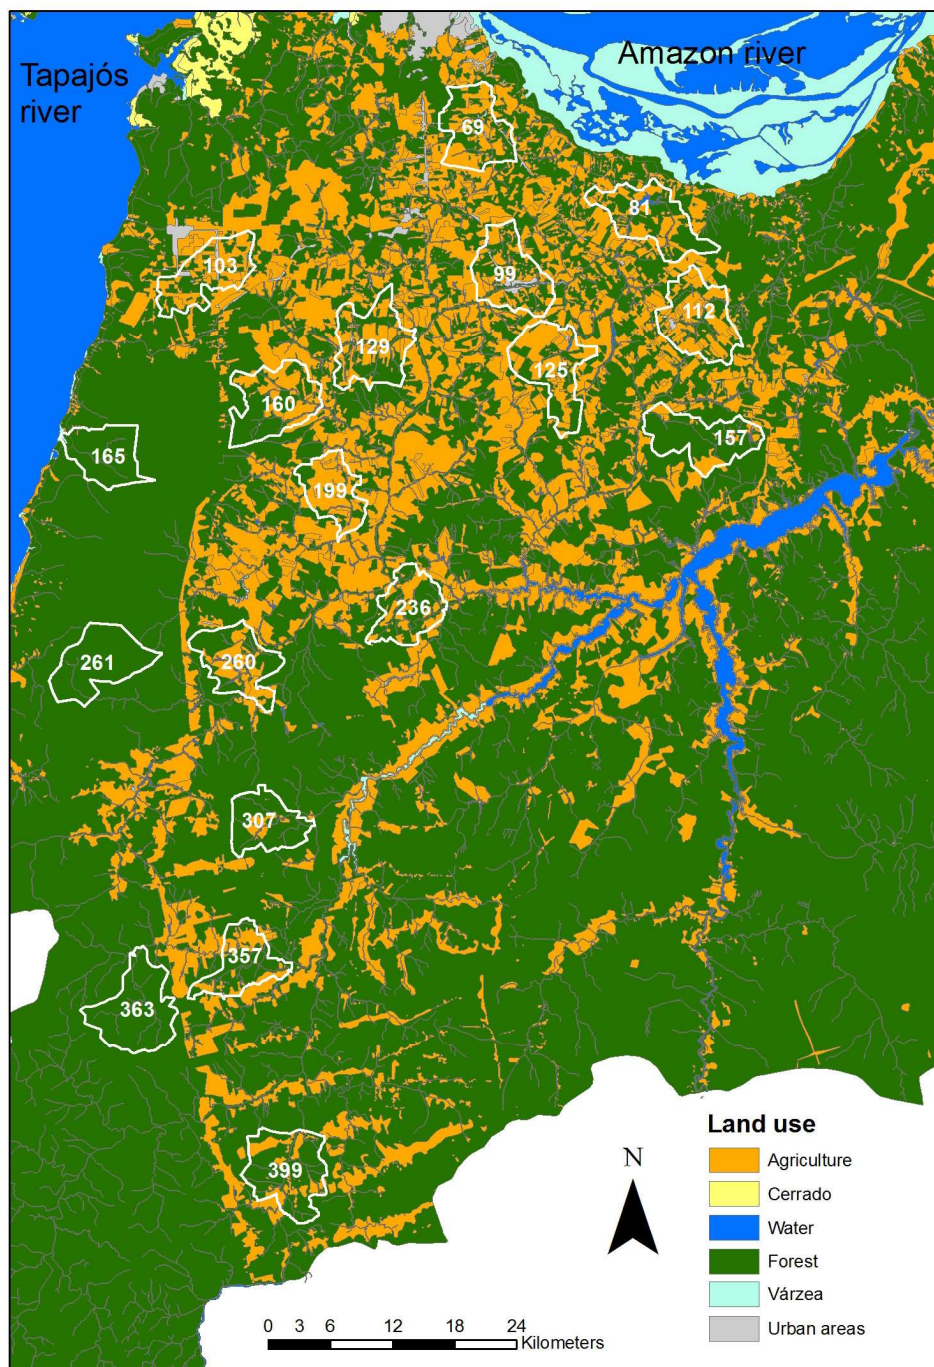 Tapajós
river
Amazon river
69
81
103
99
112
129
125
160
157
165
199
236
261
260
307
357
363
399
N
Land use
Agriculture
Cerrado
Water
Forest
Várzea
Urban areas
0 3 6 12 18 24
Kilometers